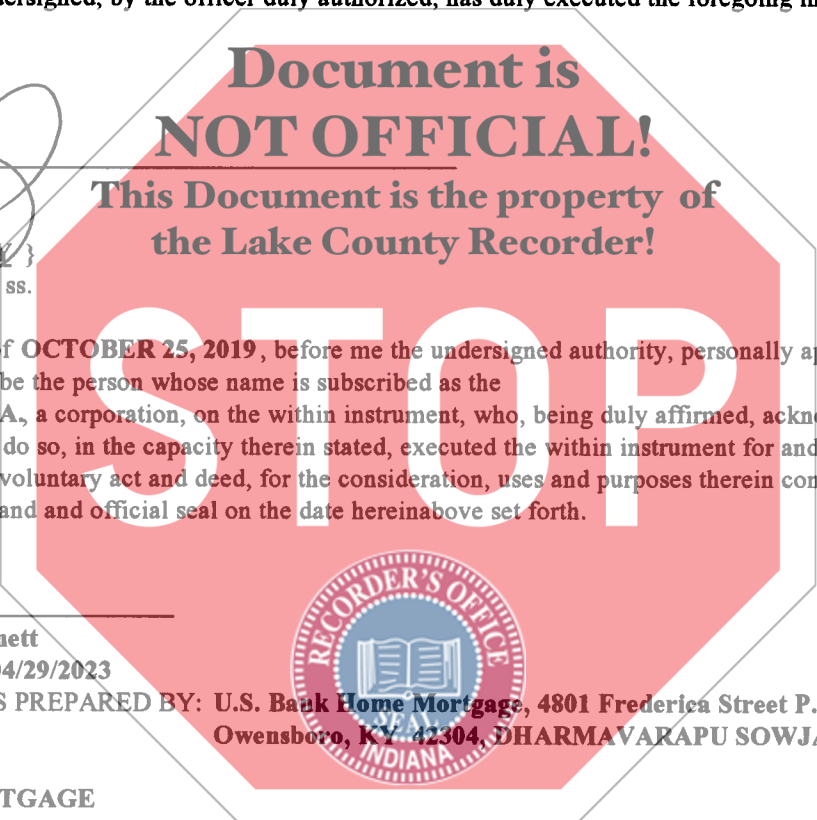 dersigned, by the officer duly authorized, has duly executed the foregoing in
Document is
NOT OFFICIAL!
This Document is the property of
the Lake County Recorder!
}
ss.
STOP
f OCTOBER 25, 2019, before me the undersigned authority, personally ap
be the person whose name is subscribed as the
A., a corporation, on the within instrument, who, being duly affirmed, ackno
do so, in the capacity therein stated, executed the within instrument for and
voluntary act and deed, for the consideration, uses and purposes therein con
and and official seal on the date hereinabove set forth.
RECORDER'S OFFICE
SEAL
INDIANA
nett
04/29/2023
S PREPARED BY: U.S. Bank Home Mortgage, 4801 Frederica Street P.
Owensboro, KY 42304, DHARMAVARAPU SOWJA
TGAGE